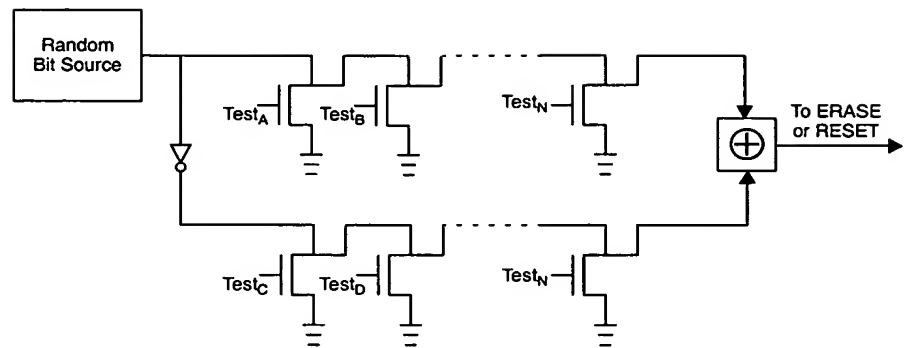 Random
Bit Source
Test_A
Test_B
Test_N
To ERASE
or RESET
Test_C
Test_D
Test_N